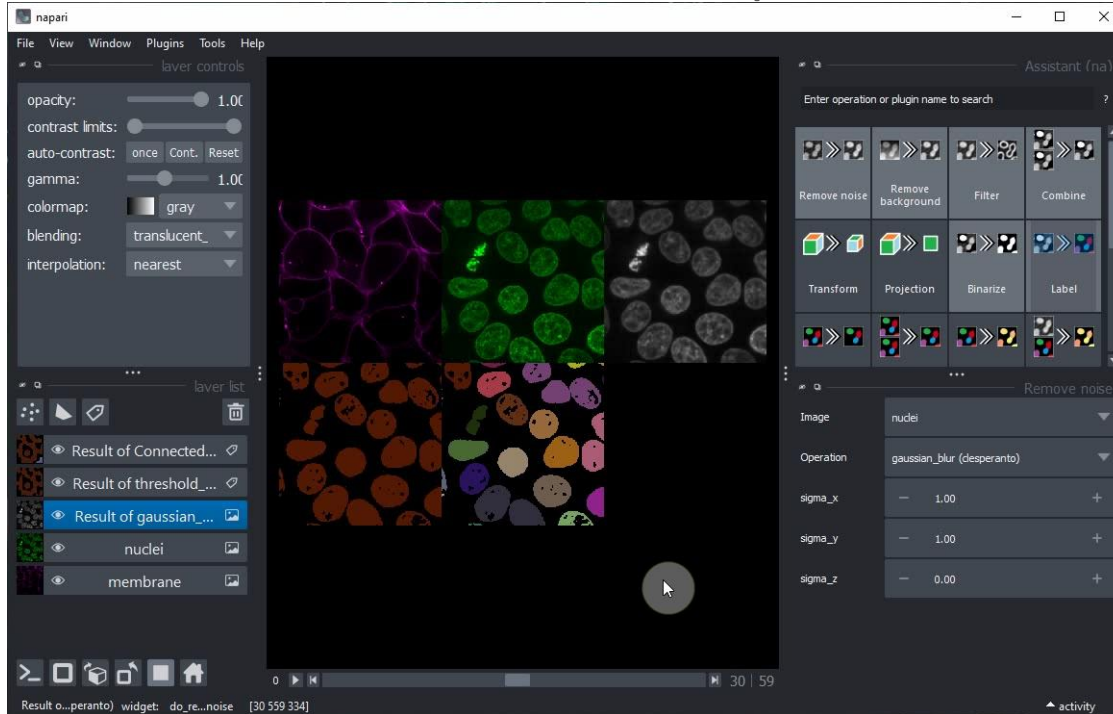 napari
File View Window Plugins Tools Help
layer controls
opacity: 1.0(
contrast limits:
auto-contrast: once Cont. Reset
gamma: 1.0(
colormap: gray
blending: translucent_
interpolation: nearest
layer list
Result of Connected...
Result of threshold_...
Result of gaussian_...
nuclei
membrane
0 30 | 59
Assistant (na)
Enter operation or plugin name to search ?
Remove noise Remove background Filter Combine
Transform Projection Binarize Label
Remove noise
Image nuclei
Operation gaussian_blur (clesperanto)
sigma_x − 1.00 +
sigma_y − 1.00 +
sigma_z − 0.00 +
Result o...peranto) widget: do_re...noise [30 559 334] activity